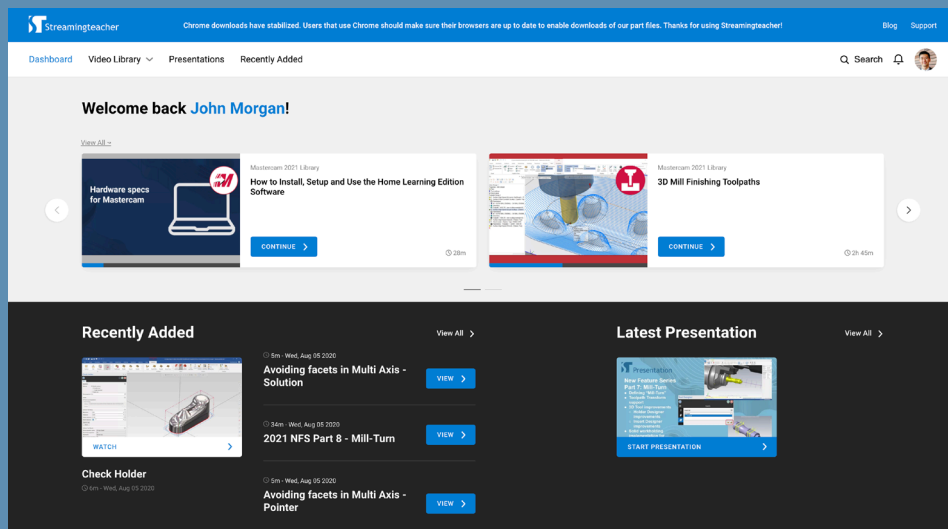 Streamingteacher
Chrome downloads have stabilized. Users that use Chrome should make sure their browsers are up to date to enable downloads of our part files. Thanks for using Streamingteacher!
Blog
Support
Dashboard
Video Library
Presentations
Recently Added
Search
Welcome back John Morgan!
View All
Hardware specs
for Mastercam
Mastercam 2021 Library
How to Install, Setup and Use the Home Learning Edition
Software
CONTINUE
28m
Mastercam 2021 Library
3D Mill Finishing Toolpaths
CONTINUE
2h 45m
Recently Added
View All
WATCH
Check Holder
6m - Wed, Aug 05 2020
5m - Wed, Aug 05 2020
Avoiding facets in Multi Axis -
Solution
VIEW
34m - Wed, Aug 05 2020
2021 NFS Part 8 - Mill-Turn
VIEW
5m - Wed, Aug 05 2020
Avoiding facets in Multi Axis -
Pointer
VIEW
Latest Presentation
View All
Presentation
New Feature Series
Part 7: Mill-Turn
START PRESENTATION